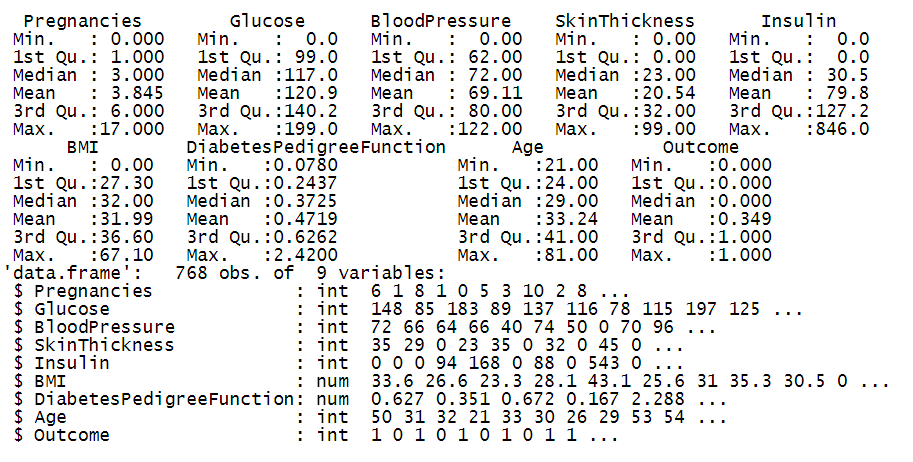 Pregnancies         Glucose       BloodPressure    SkinThickness      Insulin
 Min.   : 0.000   Min.   :  0.0   Min.   :  0.00   Min.   : 0.00   Min.   :  0.0
 1st Qu.: 1.000   1st Qu.: 99.0   1st Qu.: 62.00   1st Qu.: 0.00   1st Qu.:  0.0
 Median : 3.000   Median :117.0   Median : 72.00   Median :23.00   Median : 30.5
 Mean   : 3.845   Mean   :120.9   Mean   : 69.11   Mean   :20.54   Mean   : 79.8
 3rd Qu.: 6.000   3rd Qu.:140.2   3rd Qu.: 80.00   3rd Qu.:32.00   3rd Qu.:127.2
 Max.   :17.000   Max.   :199.0   Max.   :122.00   Max.   :99.00   Max.   :846.0
      BMI        DiabetesPedigreeFunction      Age           Outcome
 Min.   : 0.00   Min.   :0.0780           Min.   :21.00   Min.   :0.000
 1st Qu.:27.30   1st Qu.:0.2437           1st Qu.:24.00   1st Qu.:0.000
 Median :32.00   Median :0.3725           Median :29.00   Median :0.000
 Mean   :31.99   Mean   :0.4719           Mean   :33.24   Mean   :0.349
 3rd Qu.:36.60   3rd Qu.:0.6262           3rd Qu.:41.00   3rd Qu.:1.000
 Max.   :67.10   Max.   :2.4200           Max.   :81.00   Max.   :1.000
'data.frame':   768 obs. of  9 variables:
 $ Pregnancies             : int  6 1 8 1 0 5 3 10 2 8 ...
 $ Glucose                 : int  148 85 183 89 137 116 78 115 197 125 ...
 $ BloodPressure           : int  72 66 64 66 40 74 50 0 70 96 ...
 $ SkinThickness           : int  35 29 0 23 35 0 32 0 45 0 ...
 $ Insulin                 : int  0 0 0 94 168 0 88 0 543 0 ...
 $ BMI                     : num  33.6 26.6 23.3 28.1 43.1 25.6 31 35.3 30.5 0 ...
 $ DiabetesPedigreeFunction: num  0.627 0.351 0.672 0.167 2.288 ...
 $ Age                     : int  50 31 32 21 33 30 26 29 53 54 ...
 $ Outcome                 : int  1 0 1 0 1 0 1 0 1 1 ...